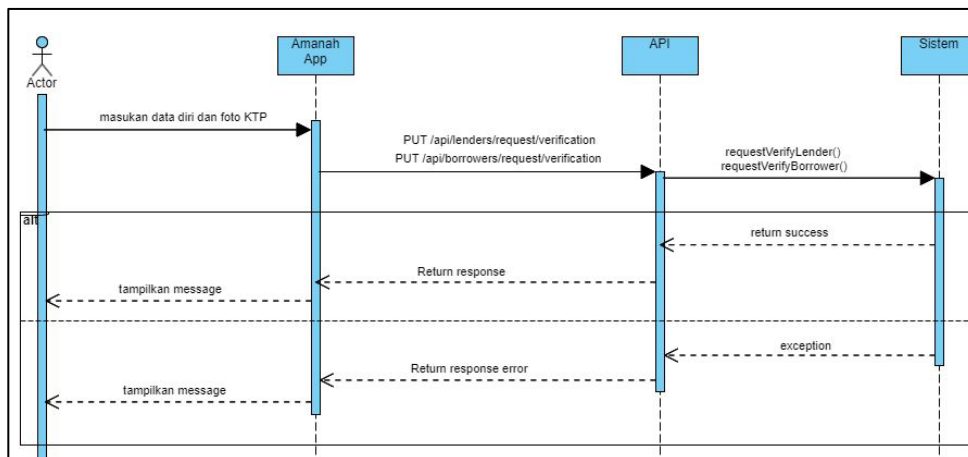 Amanah
App
API
Sistem
Actor
masukan data diri dan foto KTP
PUT /api/lenders/request/verification
PUT /api/borrowers/request/verification
requestVerifyLender()
requestVerifyBorrower()
alt
return success
Return response
tampilkan message
exception
Return response error
tampilkan message